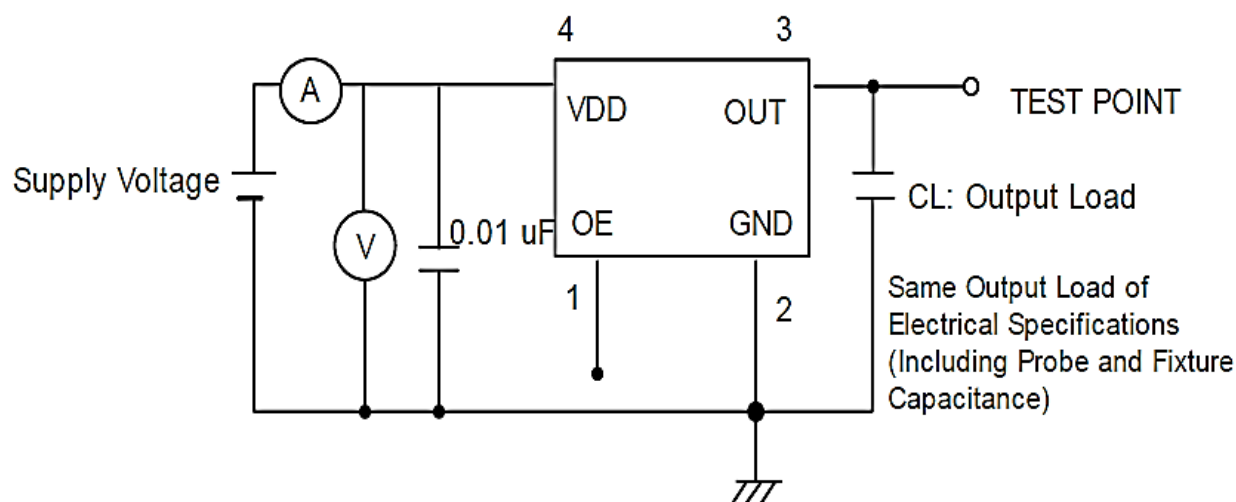 4
3
A
VDD
OUT
TEST POINT
Supply Voltage
CL: Output Load
V
0.01 uF
OE
GND
1
2
Same Output Load of
Electrical Specifications
(Including Probe and Fixture
Capacitance)